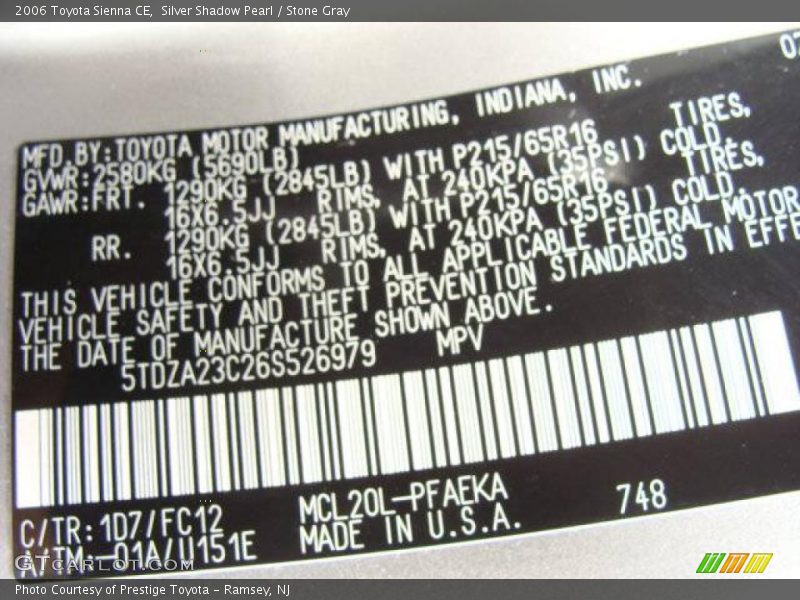 2006 Toyota Sienna CE, Silver Shadow Pearl / Stone Gray
07
MFD.BY:TOYOTA MOTOR MANUFACTURING, INDIANA, INC.
GVWR:2580KG (5690LB)
GAWR:FRT. 1290KG (2845LB) WITH P215/65R16 TIRES,
16X6.5JJ RIMS, AT 240KPA (35PSI) COLD.
RR. 1290KG (2845LB) WITH P215/65R16 TIRES,
16X6.5JJ RIMS, AT 240KPA (35PSI) COLD.
THIS VEHICLE CONFORMS TO ALL APPLICABLE FEDERAL MOTOR
VEHICLE SAFETY AND THEFT PREVENTION STANDARDS IN EFFE
THE DATE OF MANUFACTURE SHOWN ABOVE.
5TDZA23C26S526979 MPV
C/TR:1D7/FC12 MCL20L-PFAEKA 748
A/TM:-01A/U151E MADE IN U.S.A.
GTCarLot.com
Photo Courtesy of Prestige Toyota - Ramsey, NJ